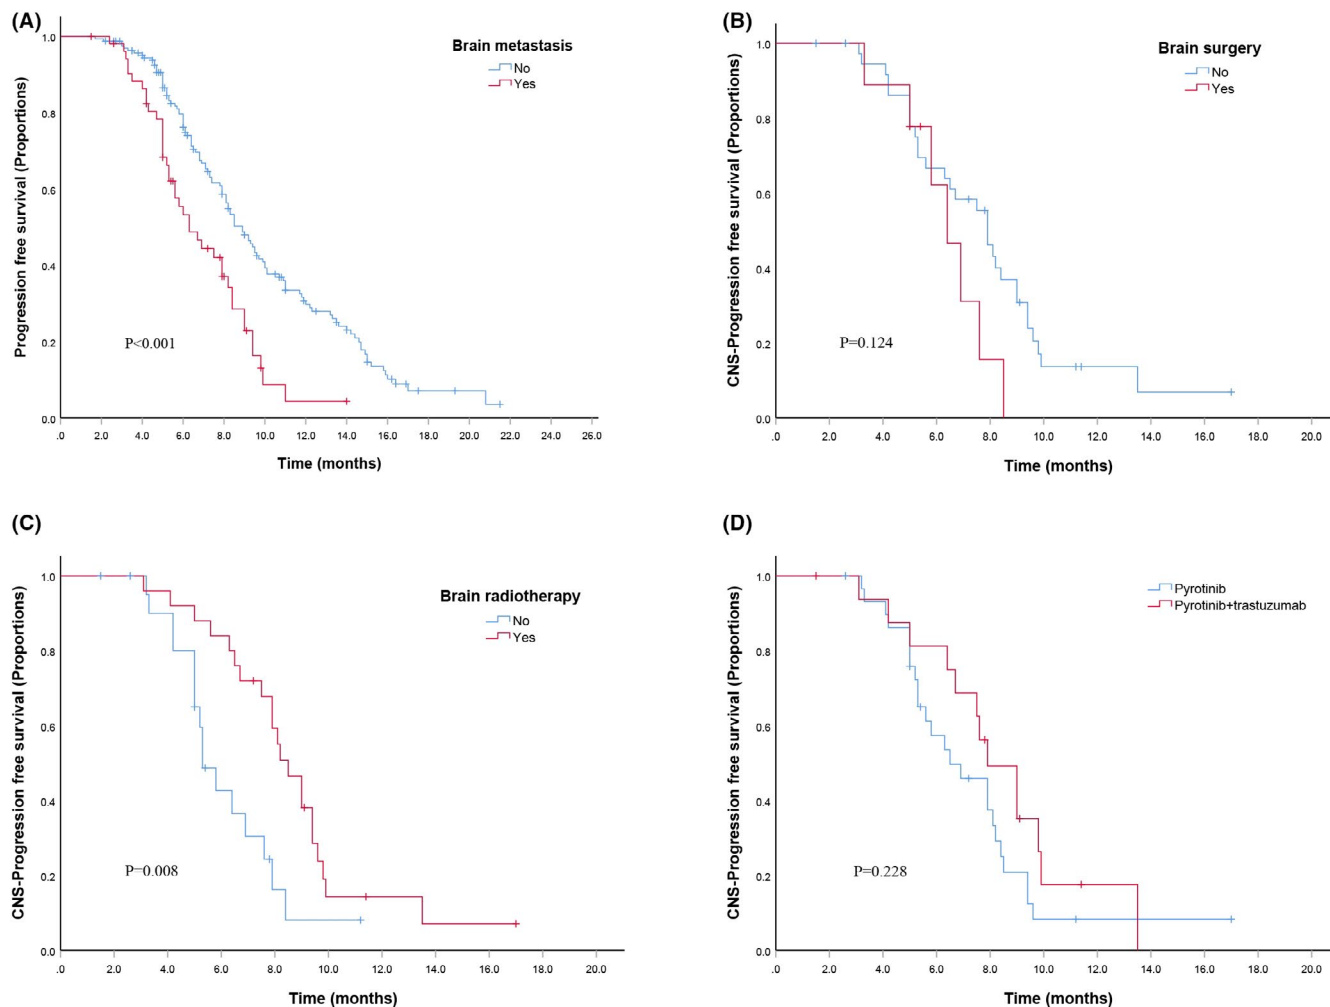 (A)
Progression free survival (Proportions)
1.0
0.8
0.6
0.4
0.2
0.0
Brain metastasis
No
Yes
P<0.001
.0 2.0 4.0 6.0 8.0 10.0 12.0 14.0 16.0 18.0 20.0 22.0 24.0 26.0
Time (months)
(B)
CNS-Progression free survival (Proportions)
1.0
0.8
0.6
0.4
0.2
0.0
Brain surgery
No
Yes
P=0.124
.0 2.0 4.0 6.0 8.0 10.0 12.0 14.0 16.0 18.0 20.0
Time (months)
(C)
CNS-Progression free survival (Proportions)
1.0
0.8
0.6
0.4
0.2
0.0
Brain radiotherapy
No
Yes
P=0.008
.0 2.0 4.0 6.0 8.0 10.0 12.0 14.0 16.0 18.0 20.0
Time (months)
(D)
CNS-Progression free survival (Proportions)
1.0
0.8
0.6
0.4
0.2
0.0
Pyrotinib
Pyrotinib+trastuzumab
P=0.228
.0 2.0 4.0 6.0 8.0 10.0 12.0 14.0 16.0 18.0 20.0
Time (months)